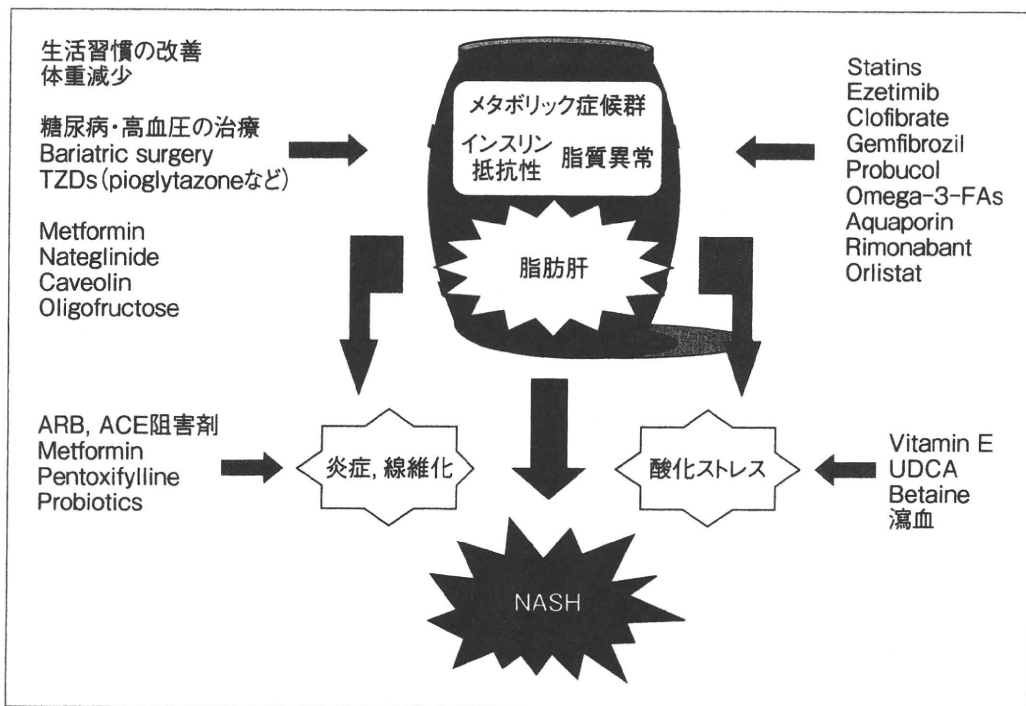 生活習慣の改善
体重減少
糖尿病・高血圧の治療
Bariatric surgery
TZDs(pioglytazoneなど)
Metformin
Nateglinide
Caveolin
Oligofructose
メタボリック症候群
インスリン
抵抗性
脂質異常
脂肪肝
Statins
Ezetimib
Clofibrate
Gemfibrozil
Probucol
Omega-3-FAs
Aquaporin
Rimonabant
Orlistat
ARB, ACE阻害剤
Metformin
Pentoxifylline
Probiotics
炎症, 線維化
酸化ストレス
Vitamin E
UDCA
Betaine
瀉血
NASH